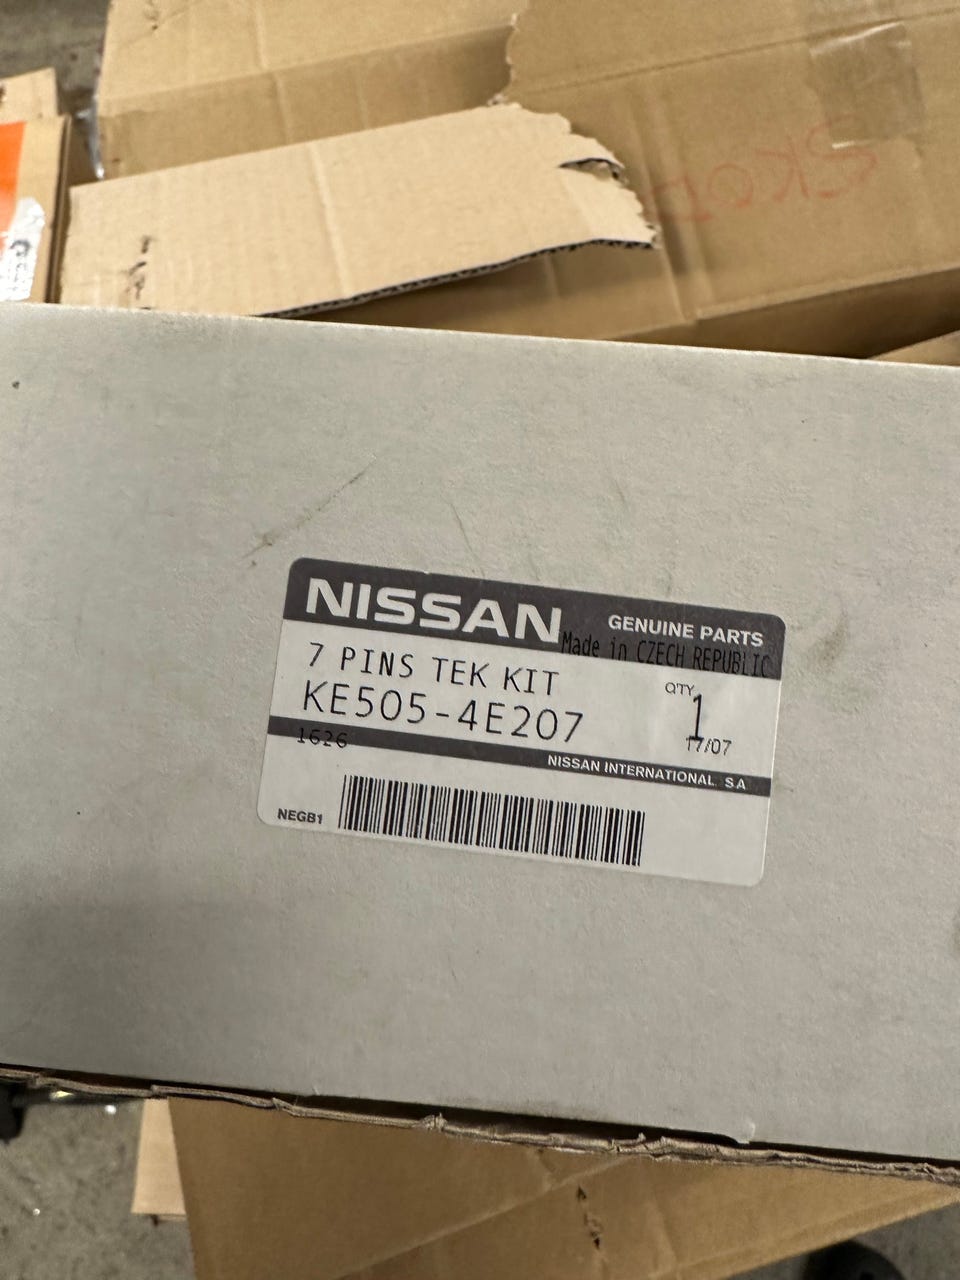 SKOD
NISSAN
GENUINE PARTS
Made in CZECH REPUBLIC
7 PINS TEK KIT
QTY
KE505-4E207
1
17/07
1626
NISSAN INTERNATIONAL. SA
NEGB1